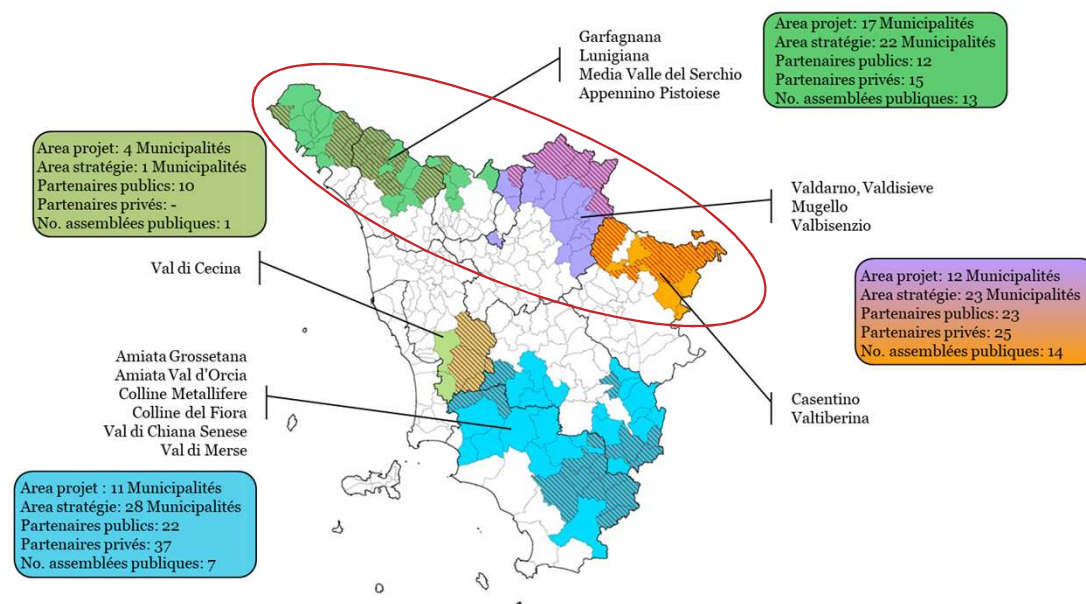 Garfagnana
Lunigiana
Media Valle del Serchio
Appennino Pistoiese
Area projet: 17 Municipalités
Area stratégie: 22 Municipalités
Partenaires publics: 12
Partenaires privés: 15
No. assemblées publiques: 13
Area projet: 4 Municipalités
Area stratégie: 1 Municipalités
Partenaires publics: 10
Partenaires privés: -
No. assemblées publiques: 1
Valdarno, Valdisieve
Mugello
Valbisenzio
Val di Cecina
Area projet: 12 Municipalités
Area stratégie: 23 Municipalités
Partenaires publics: 23
Partenaires privés: 25
No. assemblées publiques: 14
Amiata Grossetana
Amiata Val d'Orcia
Colline Metallifere
Colline del Fiora
Val di Chiana Senese
Val di Merse
Casentino
Valtiberina
Area projet : 11 Municipalités
Area stratégie: 28 Municipalités
Partenaires publics: 22
Partenaires privés: 37
No. assemblées publiques: 7